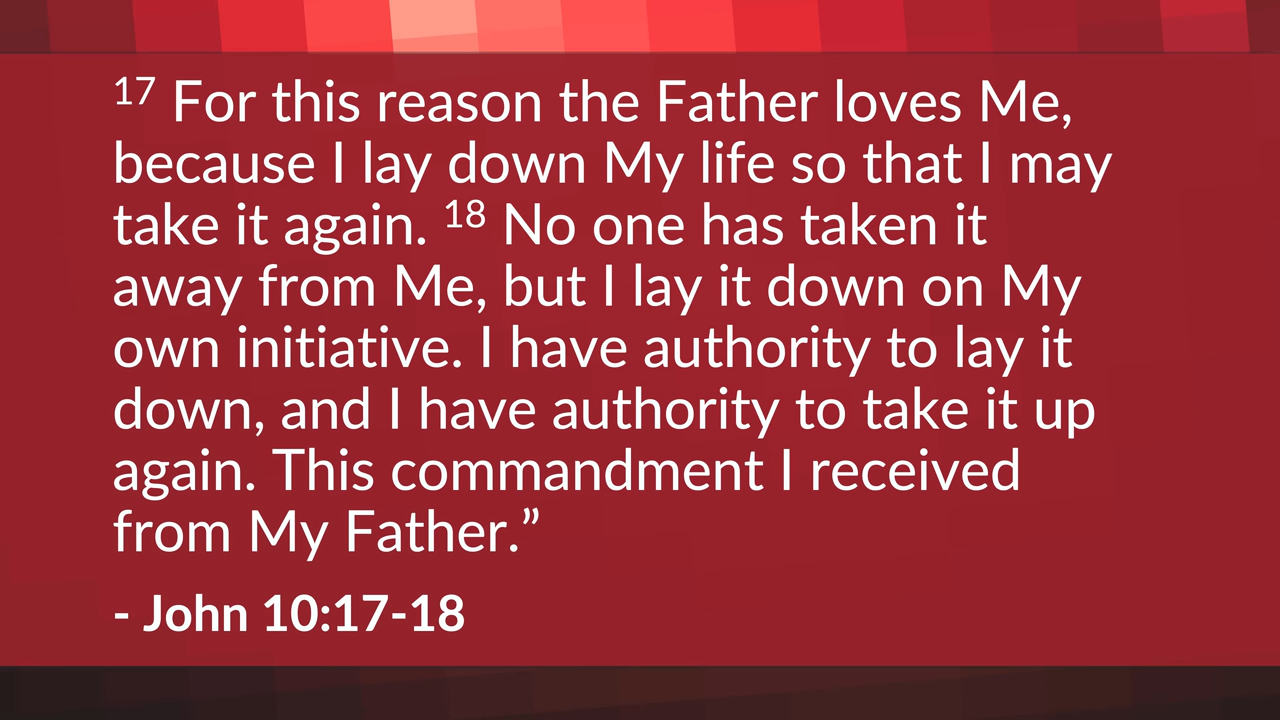 17 For this reason the Father loves Me,
because I lay down My life so that I may
take it again. 18 No one has taken it
away from Me, but I lay it down on My
own initiative. I have authority to lay it
down, and I have authority to take it up
again. This commandment I received
from My Father.”
- John 10:17-18